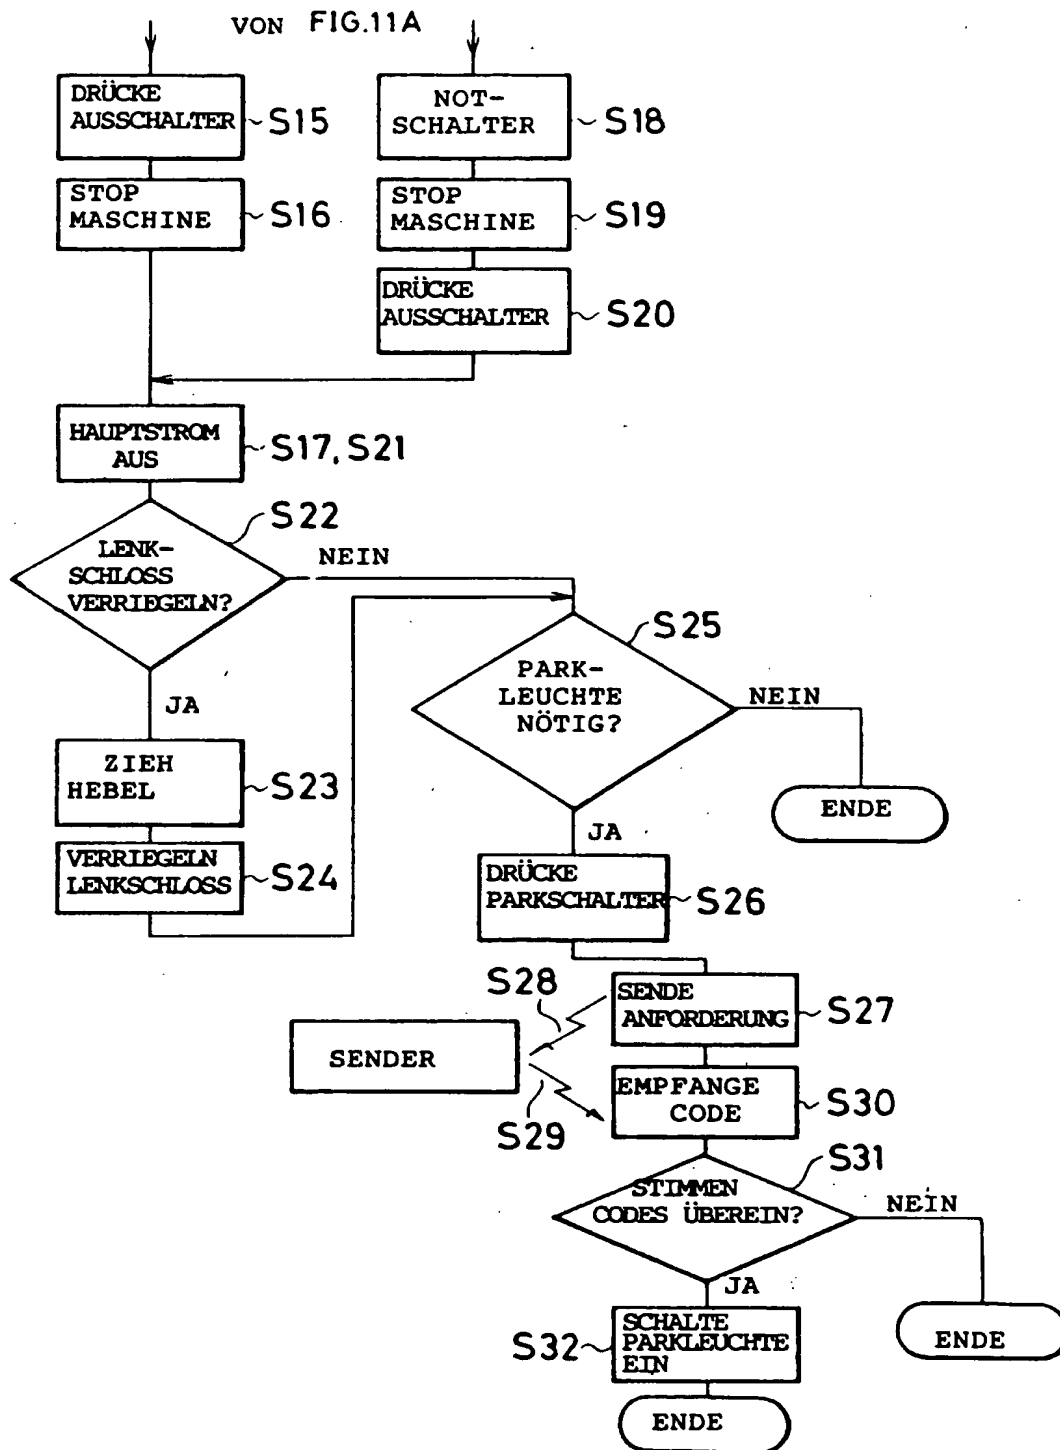 VON FIG.11A
DRÜCKE
AUSSCHALTER
S15
NOT-
SCHALTER
S18
STOP
MASCHINE
S16
STOP
MASCHINE
S19
DRÜCKE
AUSSCHALTER
S20
HAUPTSTROM
AUS
S17, S21
S22
LENK-
SCHLOSS
VERRIEGELN?
NEIN
JA
S25
PARK-
LEUCHTE
NÖTIG?
NEIN
ENDE
JA
ZIEH
HEBEL
S23
VERRIEGELN
LENKSCHLOSS
S24
DRÜCKE
PARKSCHALTER
S26
S28
SENDE
ANFORDERUNG
S27
SENDER
S29
EMPFANGE
CODE
S30
S31
STIMMEN
CODES ÜBEREIN?
NEIN
JA
ENDE
SCHALTE
PARKLEUCHTE
EIN
S32
ENDE